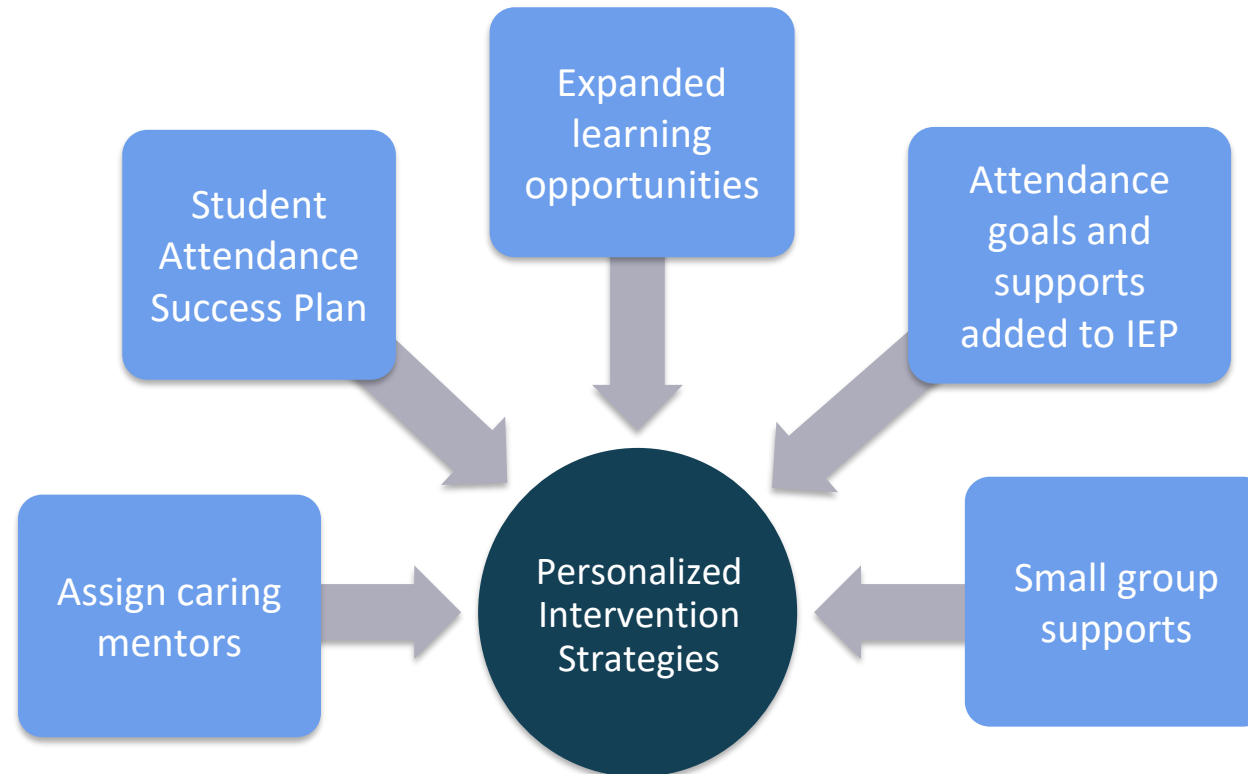 Expanded
learning
opportunities
Student
Attendance
Success Plan
Attendance
goals and
supports
added to IEP
Assign caring
mentors
Personalized
Intervention
Strategies
Small group
supports